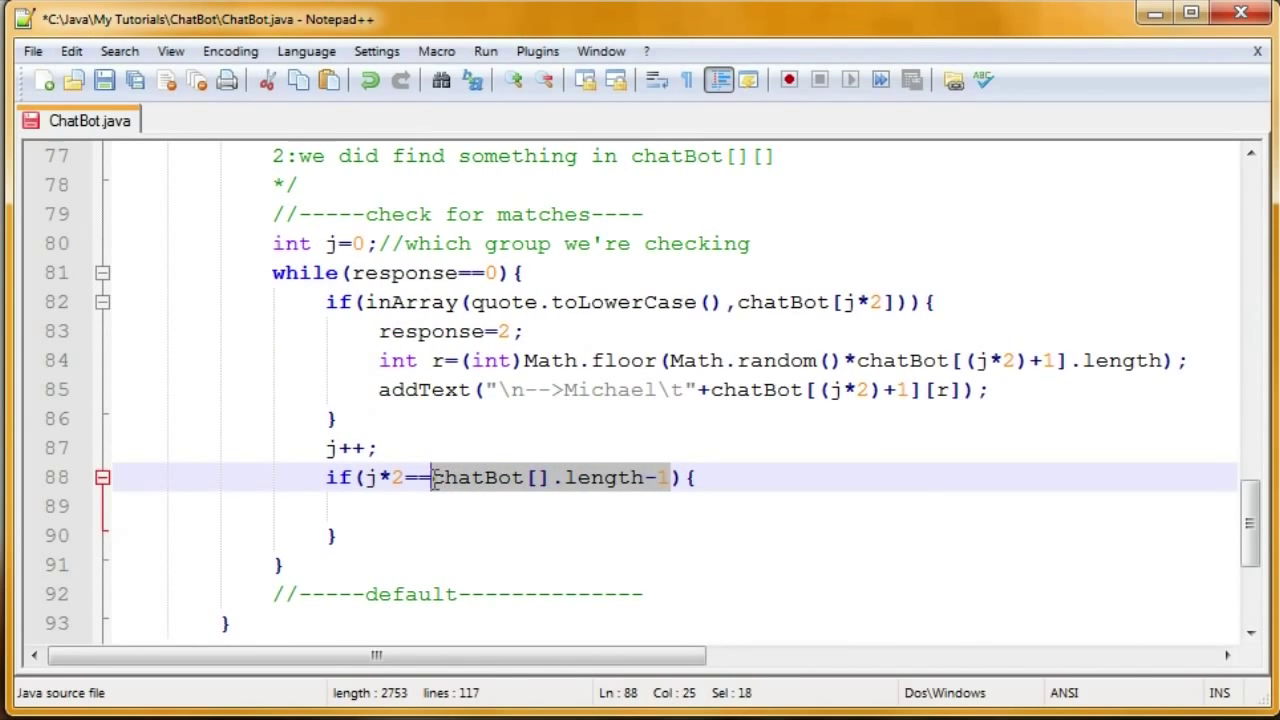 *C:\Java\My Tutorials\ChatBot\ChatBot.java - Notepad++
File Edit Search View Encoding Language Settings Macro Run Plugins Window ? X
ABC
ChatBot.java
77 2:we did find something in chatBot[][]
78 */
79 //-----check for matches----
80 int j=0;//which group we're checking
81 while(response==0){
82 if(inArray(quote.toLowerCase(),chatBot[j*2])){
83 response=2;
84 int r=(int)Math.floor(Math.random()*chatBot[(j*2)+1].length);
85 addText("\n-->Michael\t"+chatBot[(j*2)+1][r]);
86 }
87 j++;
88 if(j*2==chatBot[].length-1){
89
90 }
91 }
92 //-----default--------------
93 }
Java source file length : 2753 lines : 117 Ln : 88 Col : 25 Sel : 18 Dos\Windows ANSI INS